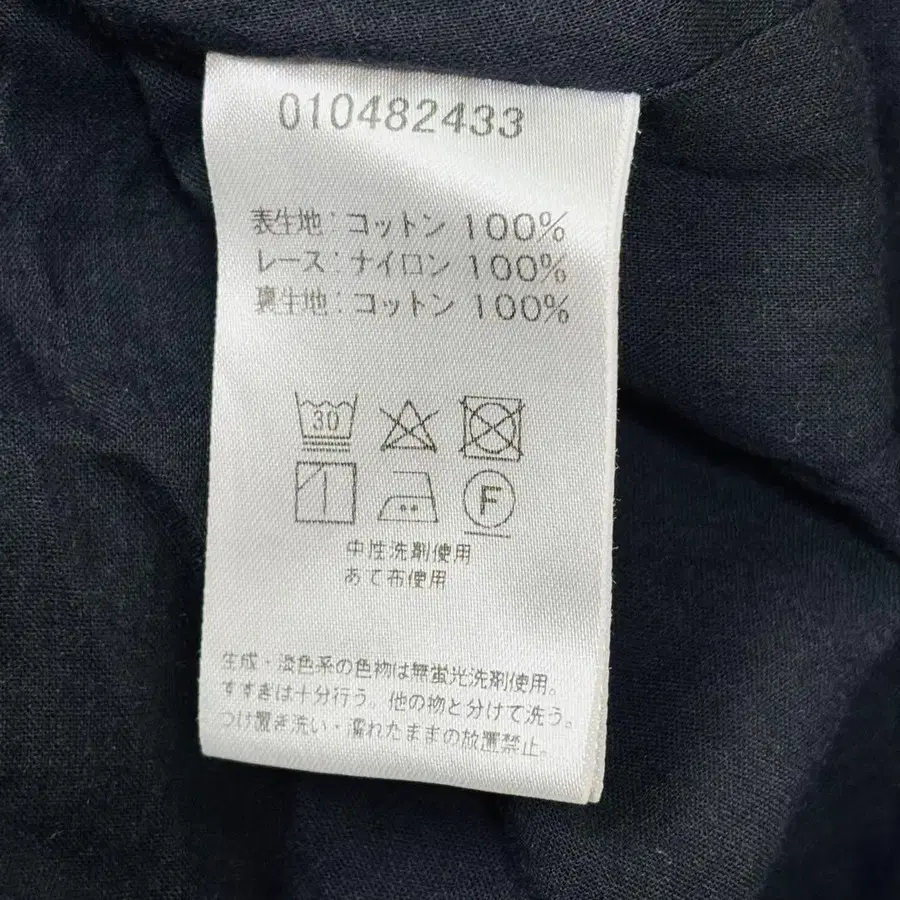 010482433
表生地：コットン 100%
レース：ナイロン 100%
裏生地：コットン 100%
30
F
中性洗剤使用
あて布使用
生成・淡色系の色物は無蛍光洗剤使用。
すすぎは十分行う。他の物と分けて洗う。
つけ置き洗い・濡れたままの放置禁止。